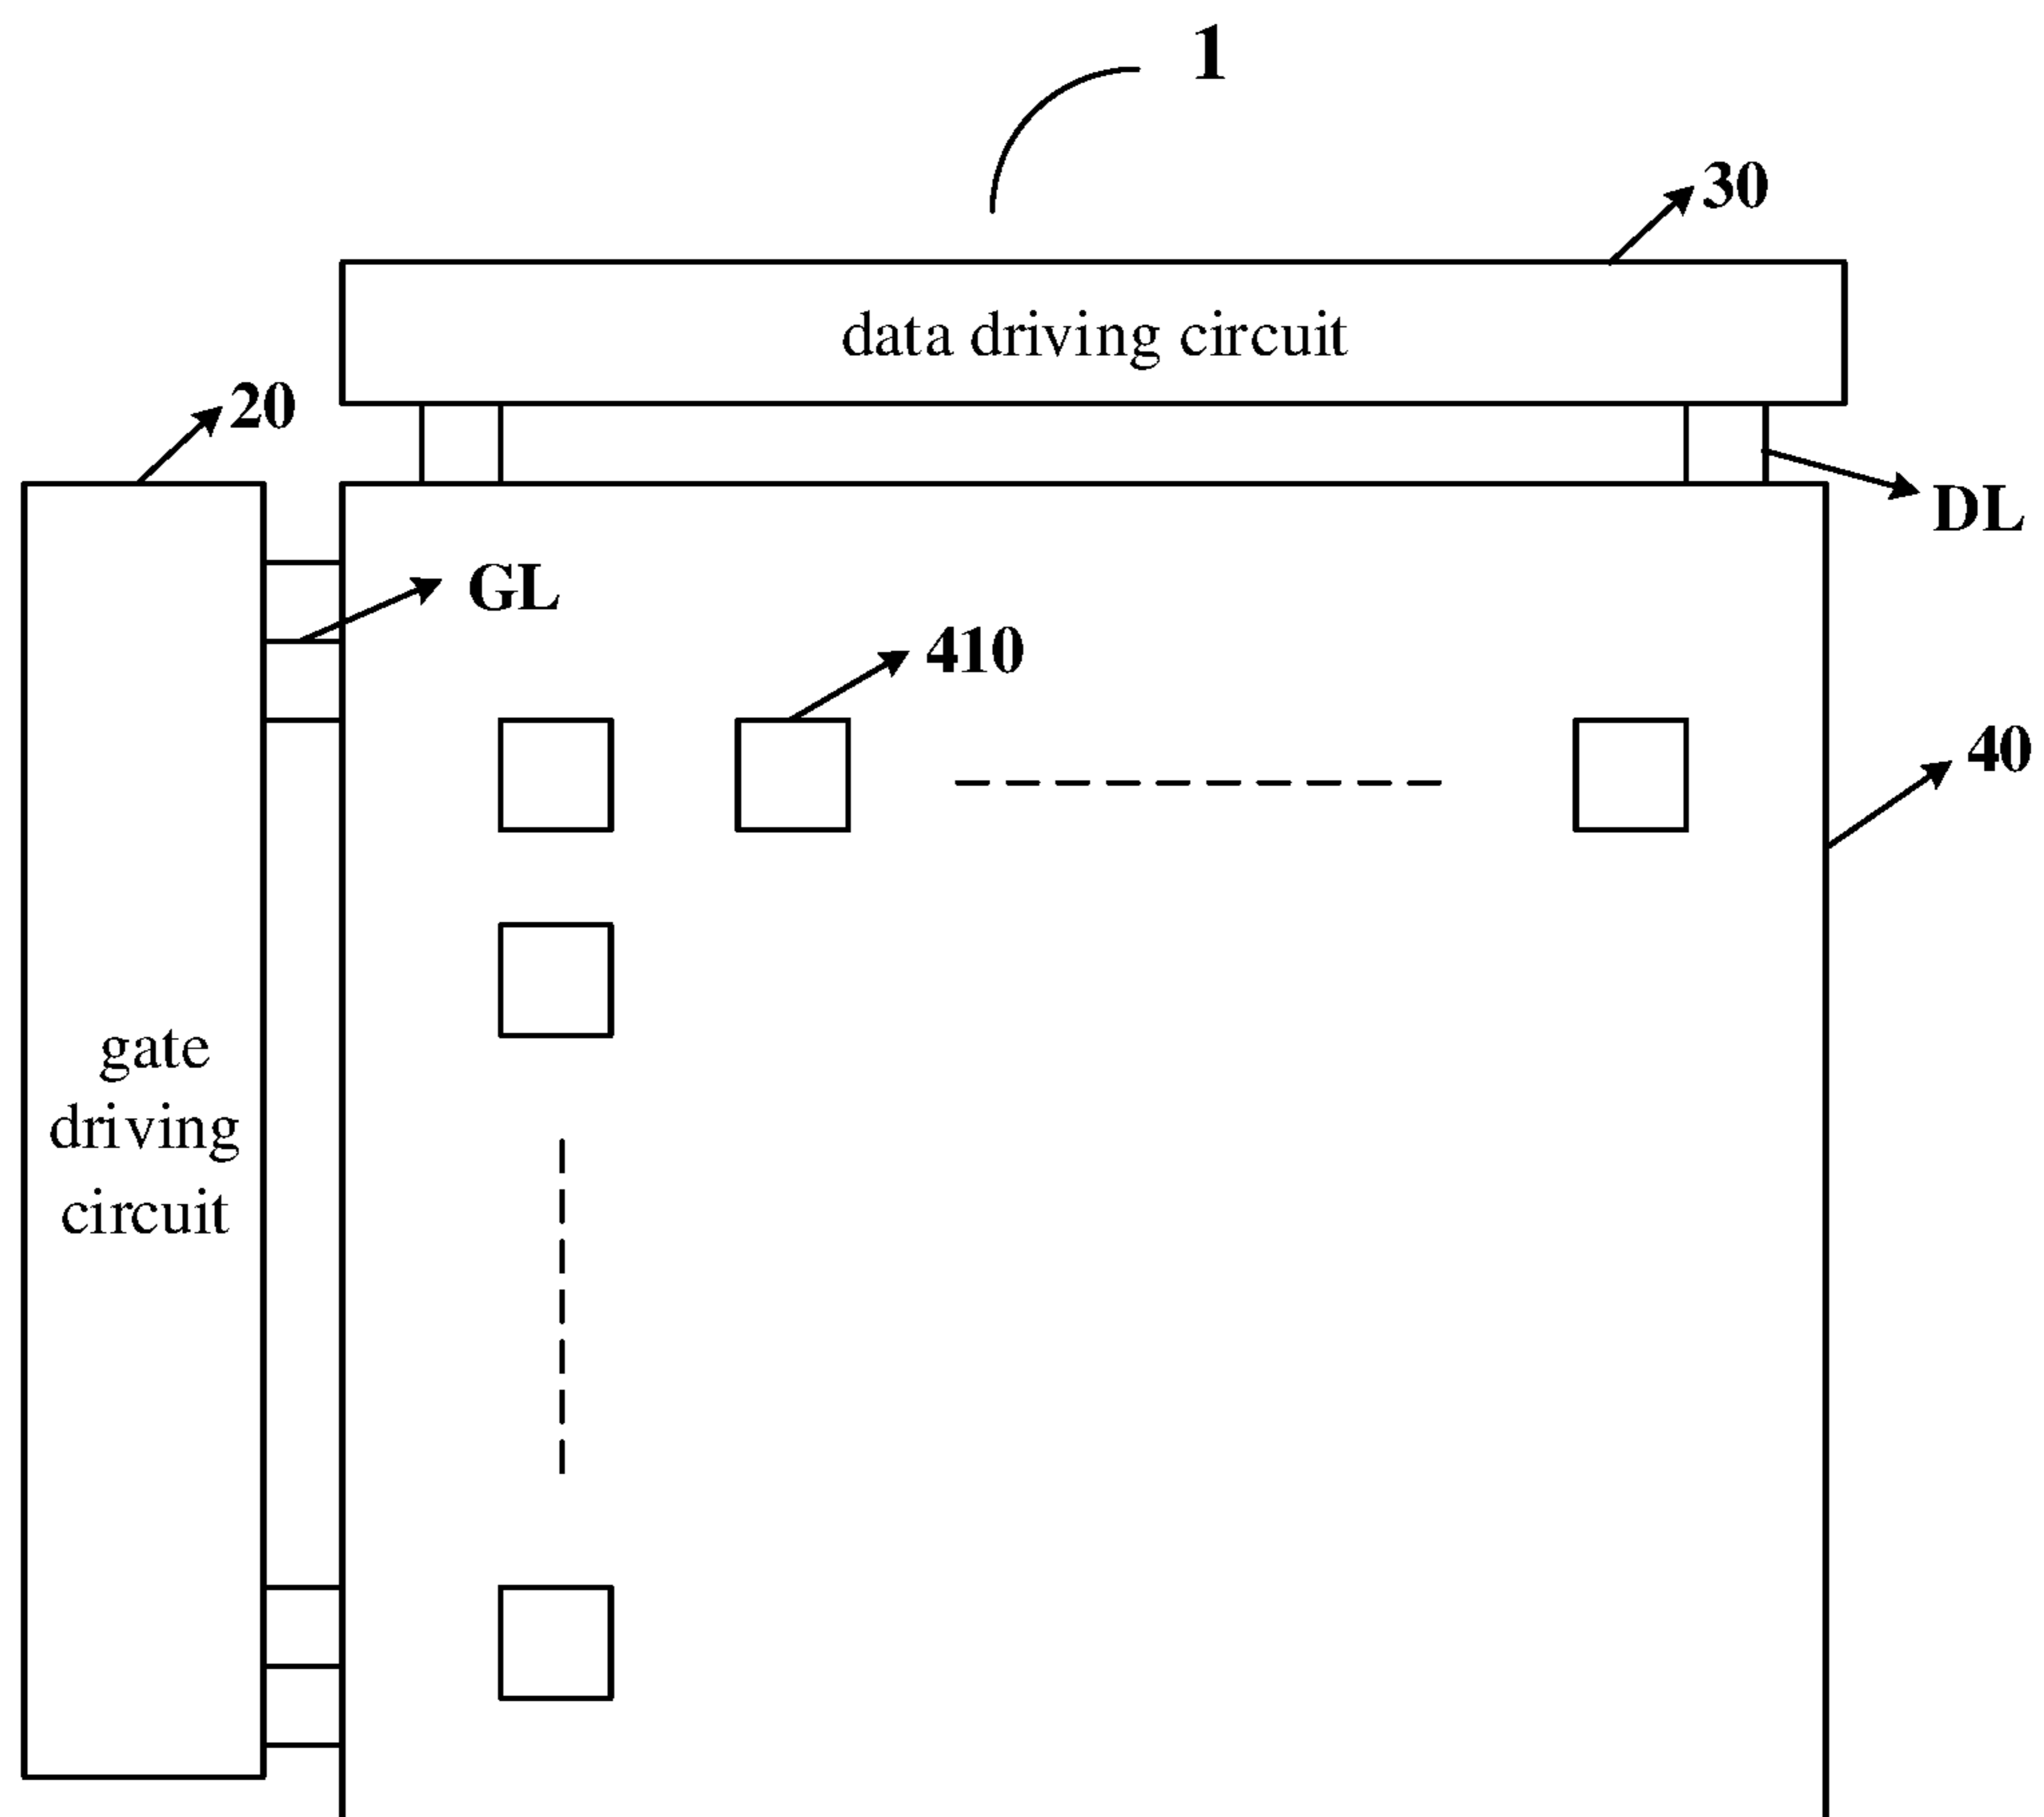 1
30
data driving circuit
20
DL
GL
410
40
gate
driving
circuit